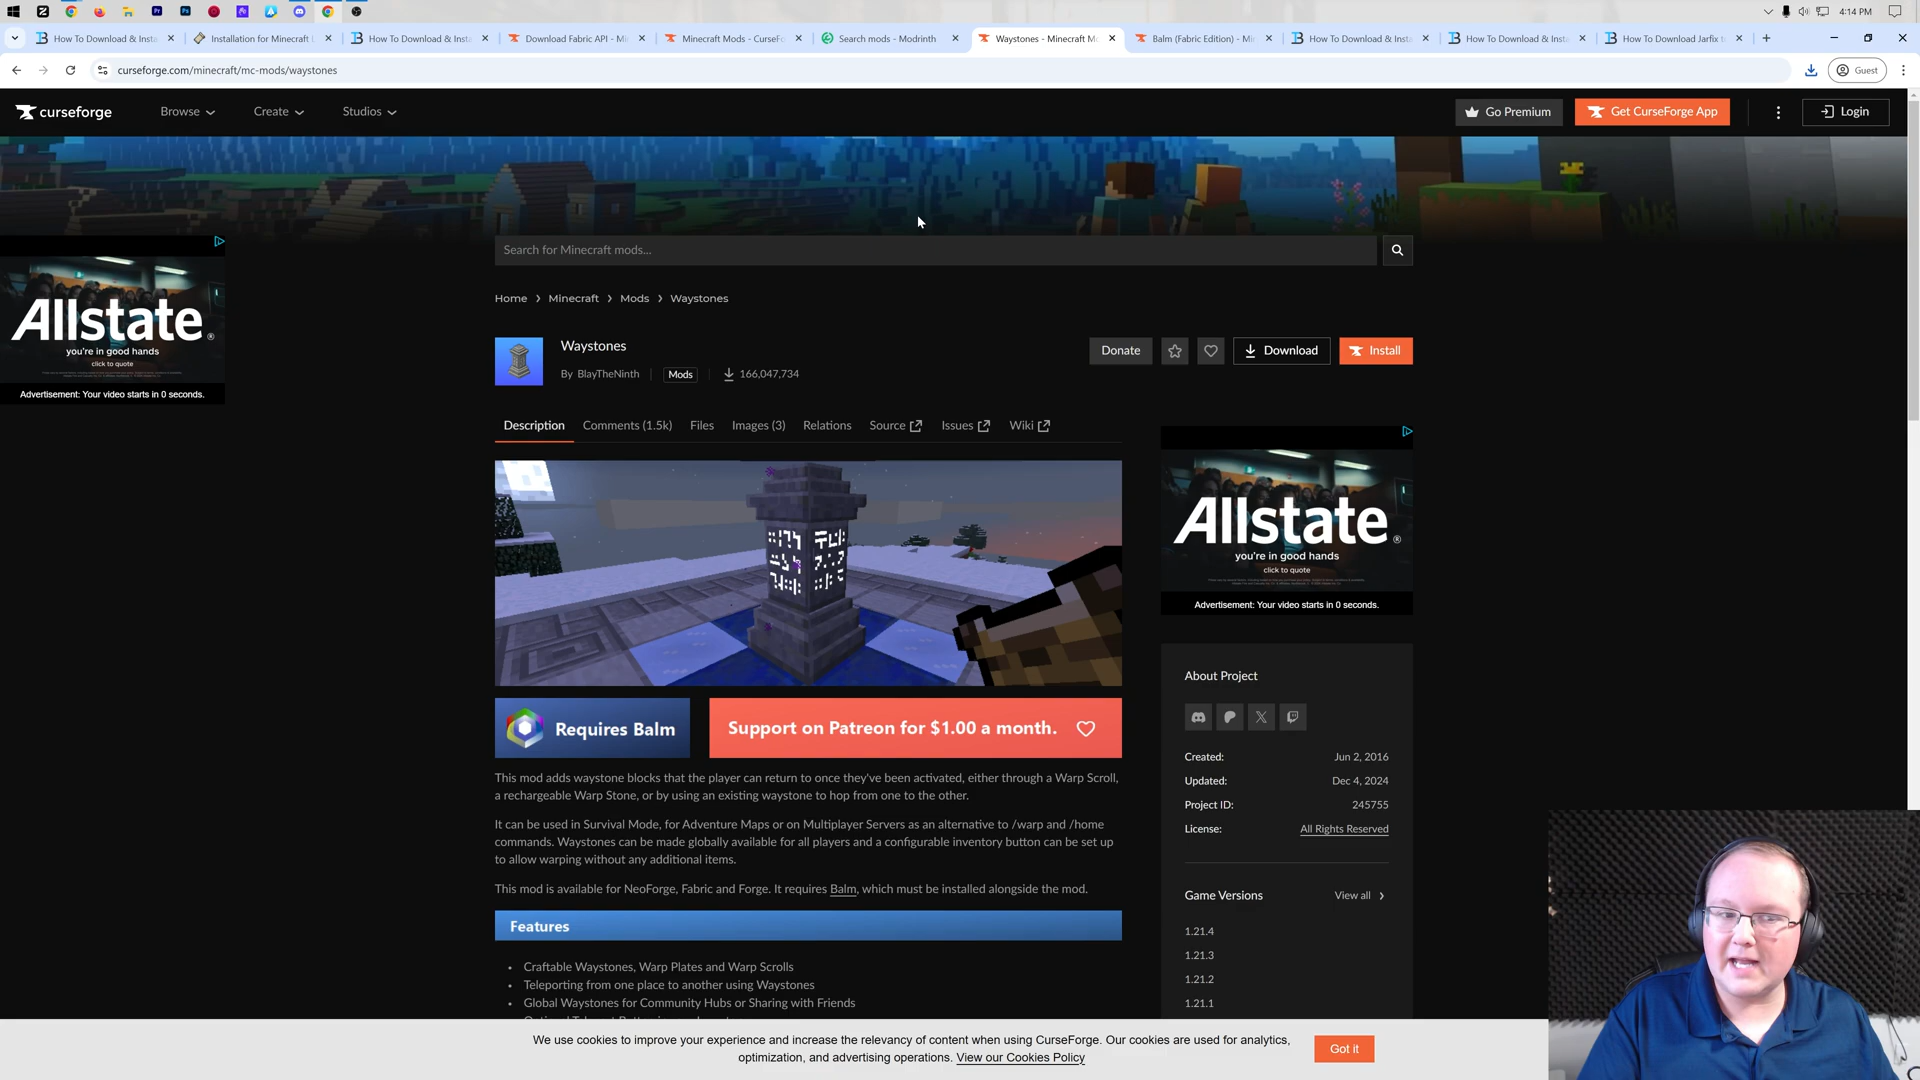 4:14 PM
How To Download & Insta
Installation for Minecraft
How To Download & Insta
Download Fabric API - Mi
Minecraft Mods - CurseFo
Search mods - Modrinth
Waystones - Minecraft M
Balm (Fabric Edition) - Mi
How To Download & Insta
How To Download & Insta
How To Download Jarfix t
curseforge.com/minecraft/mc-mods/waystones
Guest
curseforge
Browse
Create
Studios
Go Premium
Get CurseForge App
Login
Search for Minecraft mods...
Home > Minecraft > Mods > Waystones
Allstate®
you're in good hands
click to quote
Advertisement: Your video starts in 0 seconds.
Waystones
By BlayTheNinth
Mods
166,047,734
Donate
Download
Install
Description
Comments (1.5k)
Files
Images (3)
Relations
Source
Issues
Wiki
Allstate®
you're in good hands
click to quote
Advertisement: Your video starts in 0 seconds.
Requires Balm
Support on Patreon for $1.00 a month.
This mod adds waystone blocks that the player can return to once they've been activated, either through a Warp Scroll,
a rechargeable Warp Stone, or by using an existing waystone to hop from one to the other.
It can be used in Survival Mode, for Adventure Maps or on Multiplayer Servers as an alternative to /warp and /home
commands. Waystones can be made globally available for all players and a configurable inventory button can be set up
to allow warping without any additional items.
This mod is available for NeoForge, Fabric and Forge. It requires Balm, which must be installed alongside the mod.
Features
• Craftable Waystones, Warp Plates and Warp Scrolls
• Teleporting from one place to another using Waystones
• Global Waystones for Community Hubs or Sharing with Friends
About Project
Created: Jun 2, 2016
Updated: Dec 4, 2024
Project ID: 245755
License: All Rights Reserved
Game Versions
View all >
1.21.4
1.21.3
1.21.2
1.21.1
We use cookies to improve your experience and increase the relevancy of content when using CurseForge. Our cookies are used for analytics,
optimization, and advertising operations. View our Cookies Policy
Got it